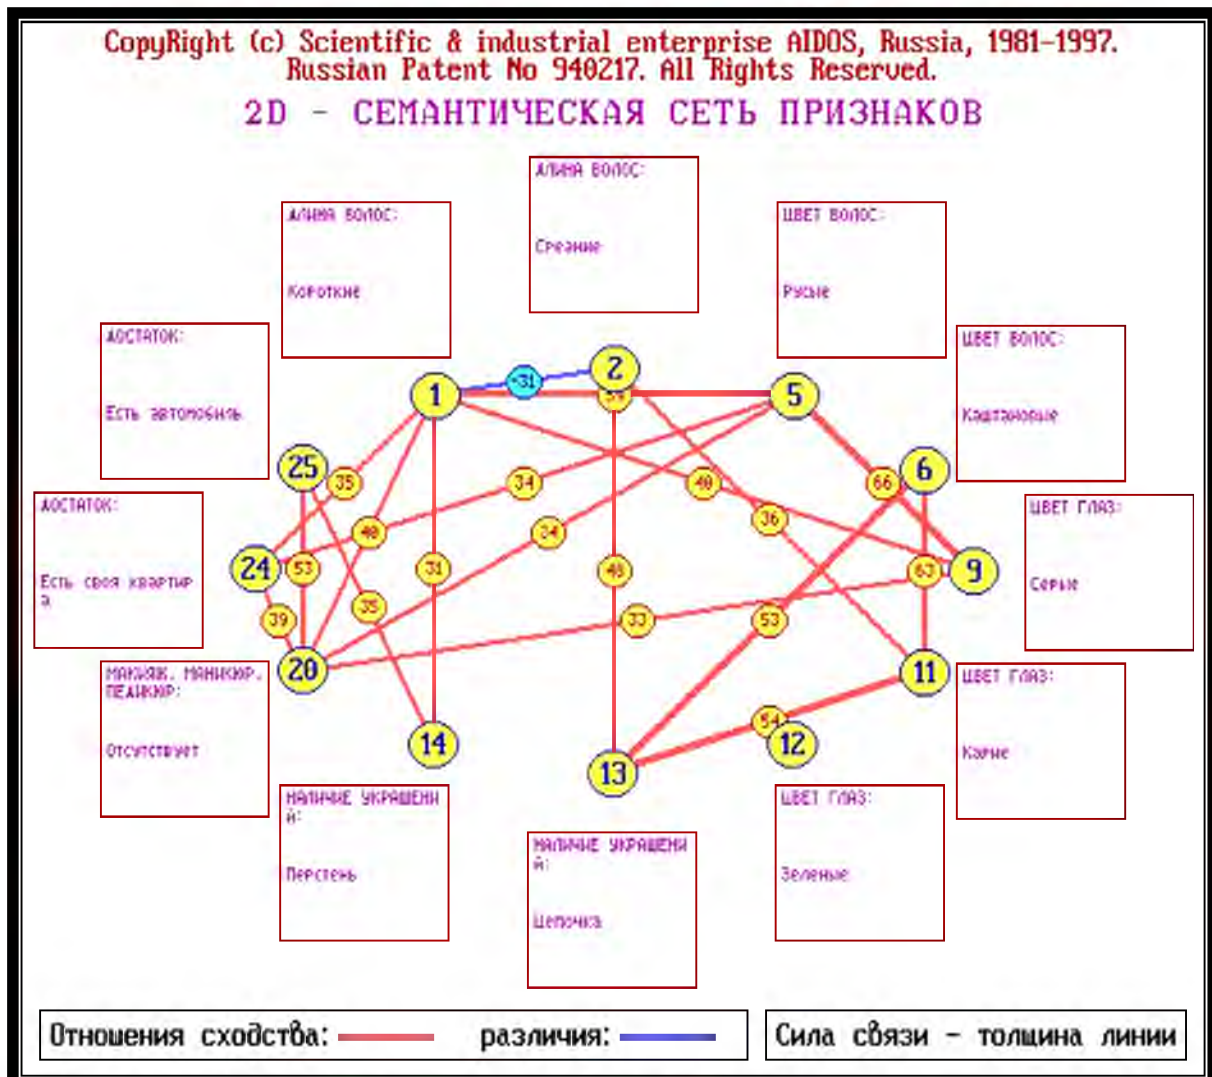 CopyRight (c) Scientific & industrial enterprise AIDOS, Russia, 1981-1997.
Russian Patent No 940217. All Rights Reserved.
2D - СЕМАНТИЧЕСКАЯ СЕТЬ ПРИЗНАКОВ
ДЛИНА ВОЛОС:
Средние
ДЛИНА ВОЛОС:
Короткие
ЦВЕТ ВОЛОС:
Русые
ДОСТАТОК:
Есть автомобиль
ЦВЕТ ВОЛОС:
Каштановые
2
-31
1
59
5
25
6
35
34
40
66
36
ДОСТАТОК:
Есть своя квартир
а
ЦВЕТ ГЛАЗ:
Серые
40
34
24
53
31
48
63
9
35
39
33
53
20
11
МАКИЯЖ, МАНИКЮР,
ПЕДИКЮР:
Отсутствует
ЦВЕТ ГЛАЗ:
Карие
54
14
12
13
НАЛИЧИЕ УКРАШЕНИ
Й:
Перстень
НАЛИЧИЕ УКРАШЕНИ
Й:
Цепочка
ЦВЕТ ГЛАЗ:
Зеленые
Отношения сходства: различия:
Сила связи - толщина линии